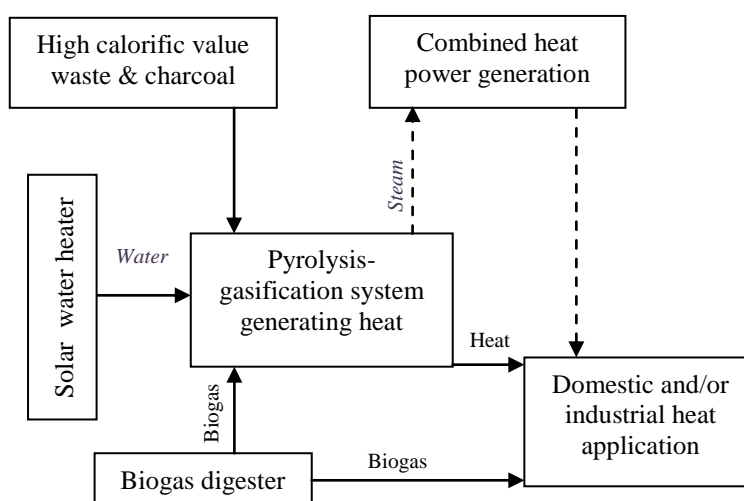 High calorific value
waste & charcoal
Combined heat
power generation
Steam
Solar water heater
Water
Pyrolysis-
gasification system
generating heat
Heat
Biogas
Domestic and/or
industrial heat
application
Biogas
Biogas digester